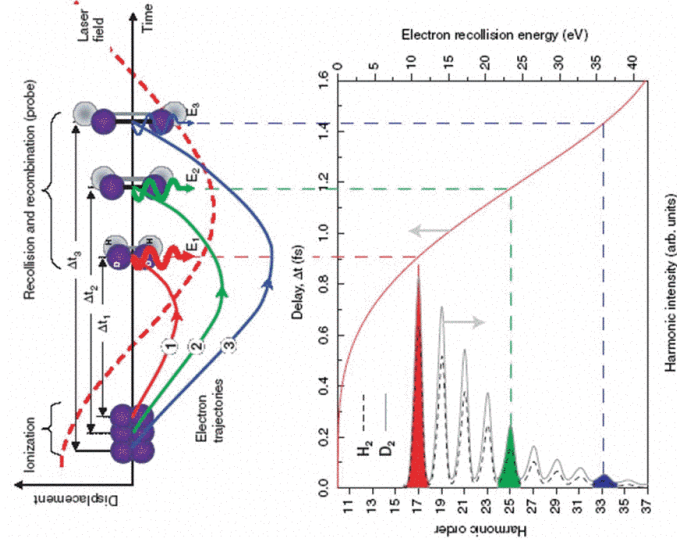 Laser
field
Time
Displacement
Ionization
Recollision and recombination (probe)
Δt3
Δt2
Δt1
H
H
D
D
E1
E2
E3
1
2
3
Electron
trajectories
Electron recollision energy (eV)
0 5 10 15 20 25 30 35 40
Delay, Δt (fs)
0.0 0.2 0.4 0.6 0.8 1.0 1.2 1.4 1.6
H2
D2
11 13 15 17 19 21 23 25 27 29 31 33 35 37
Harmonic order
Harmonic intensity (arb. units)